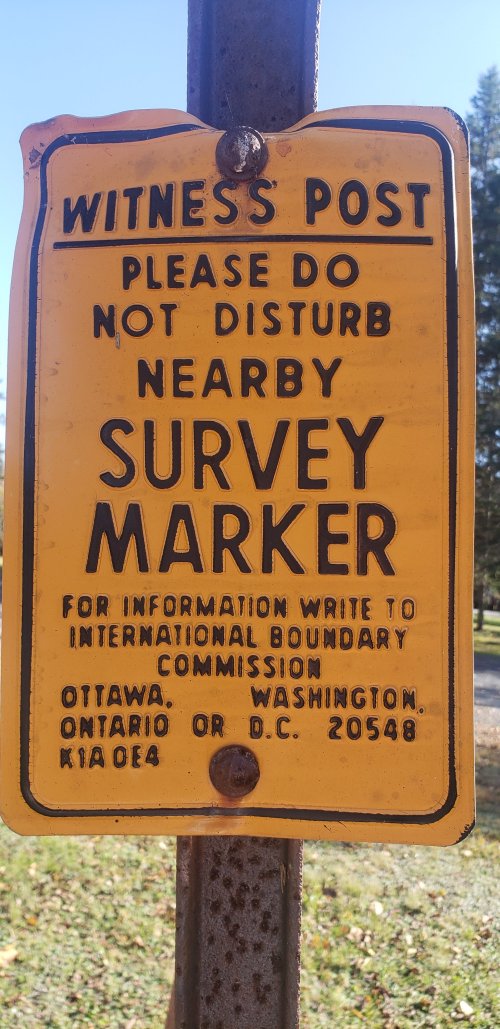 WITNESS POST
PLEASE DO
NOT DISTURB
NEARBY
SURVEY
MARKER
FOR INFORMATION WRITE TO
INTERNATIONAL BOUNDARY
COMMISSION
OTTAWA, WASHINGTON,
ONTARIO OR D.C. 20548
K1A 0E4